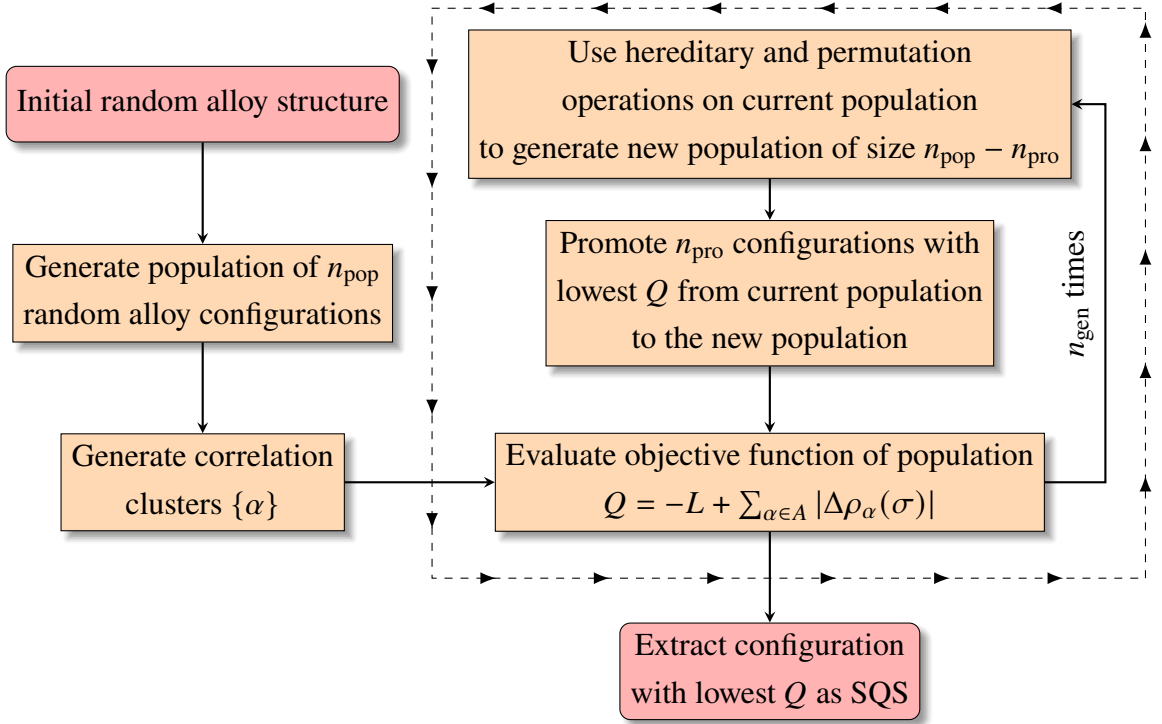 Initial random alloy structure
Generate population of n_pop
random alloy configurations
Generate correlation
clusters {α}
Use hereditary and permutation
operations on current population
to generate new population of size n_pop − n_pro
Promote n_pro configurations with
lowest Q from current population
to the new population
Evaluate objective function of population
Q = −L + ∑_{α∈A} |Δρ_α(σ)|
n_gen times
Extract configuration
with lowest Q as SQS